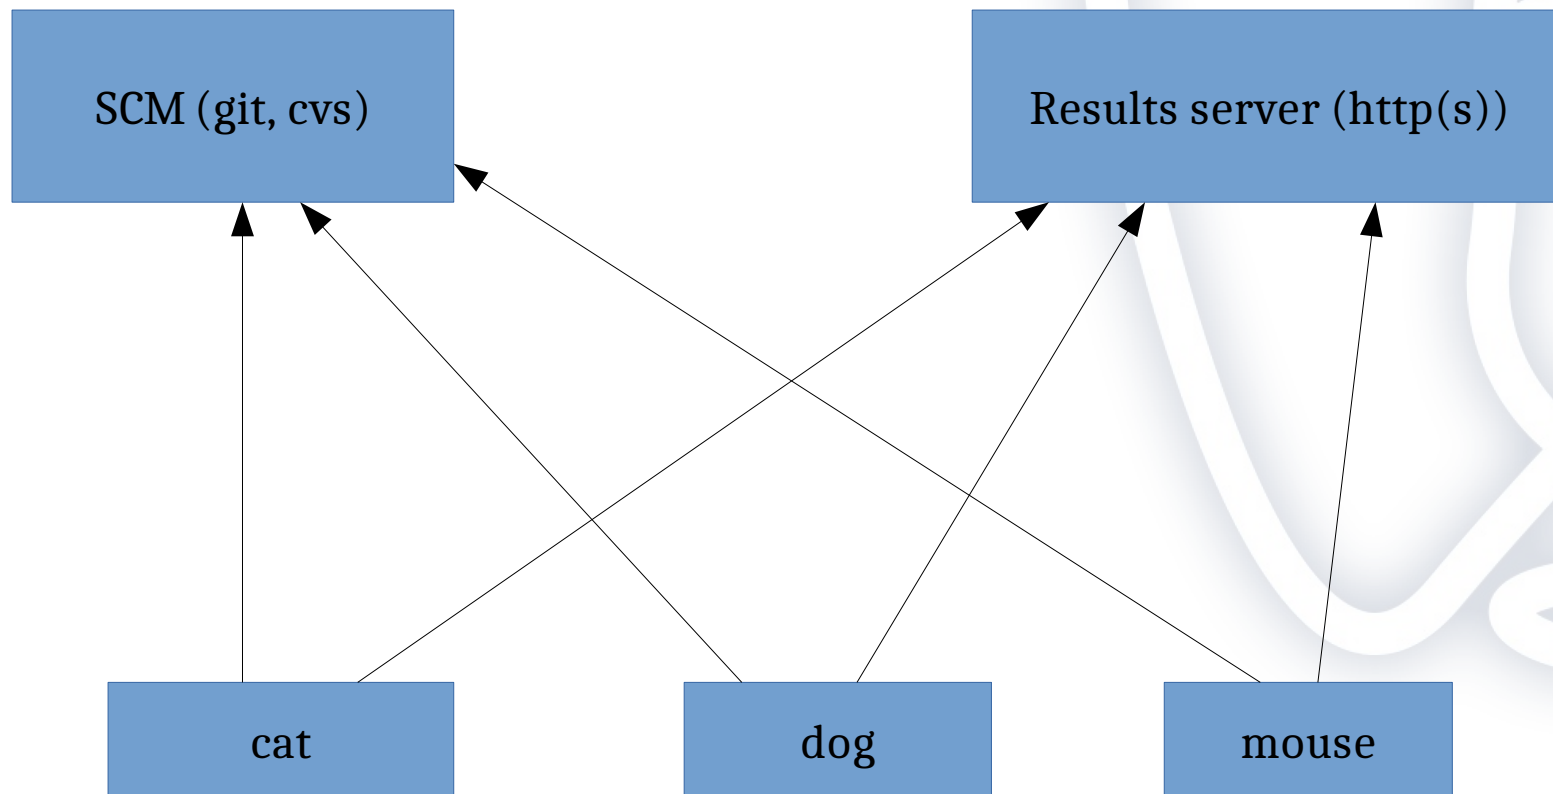 SCM (git, cvs)
Results server (http(s))
cat
dog
mouse